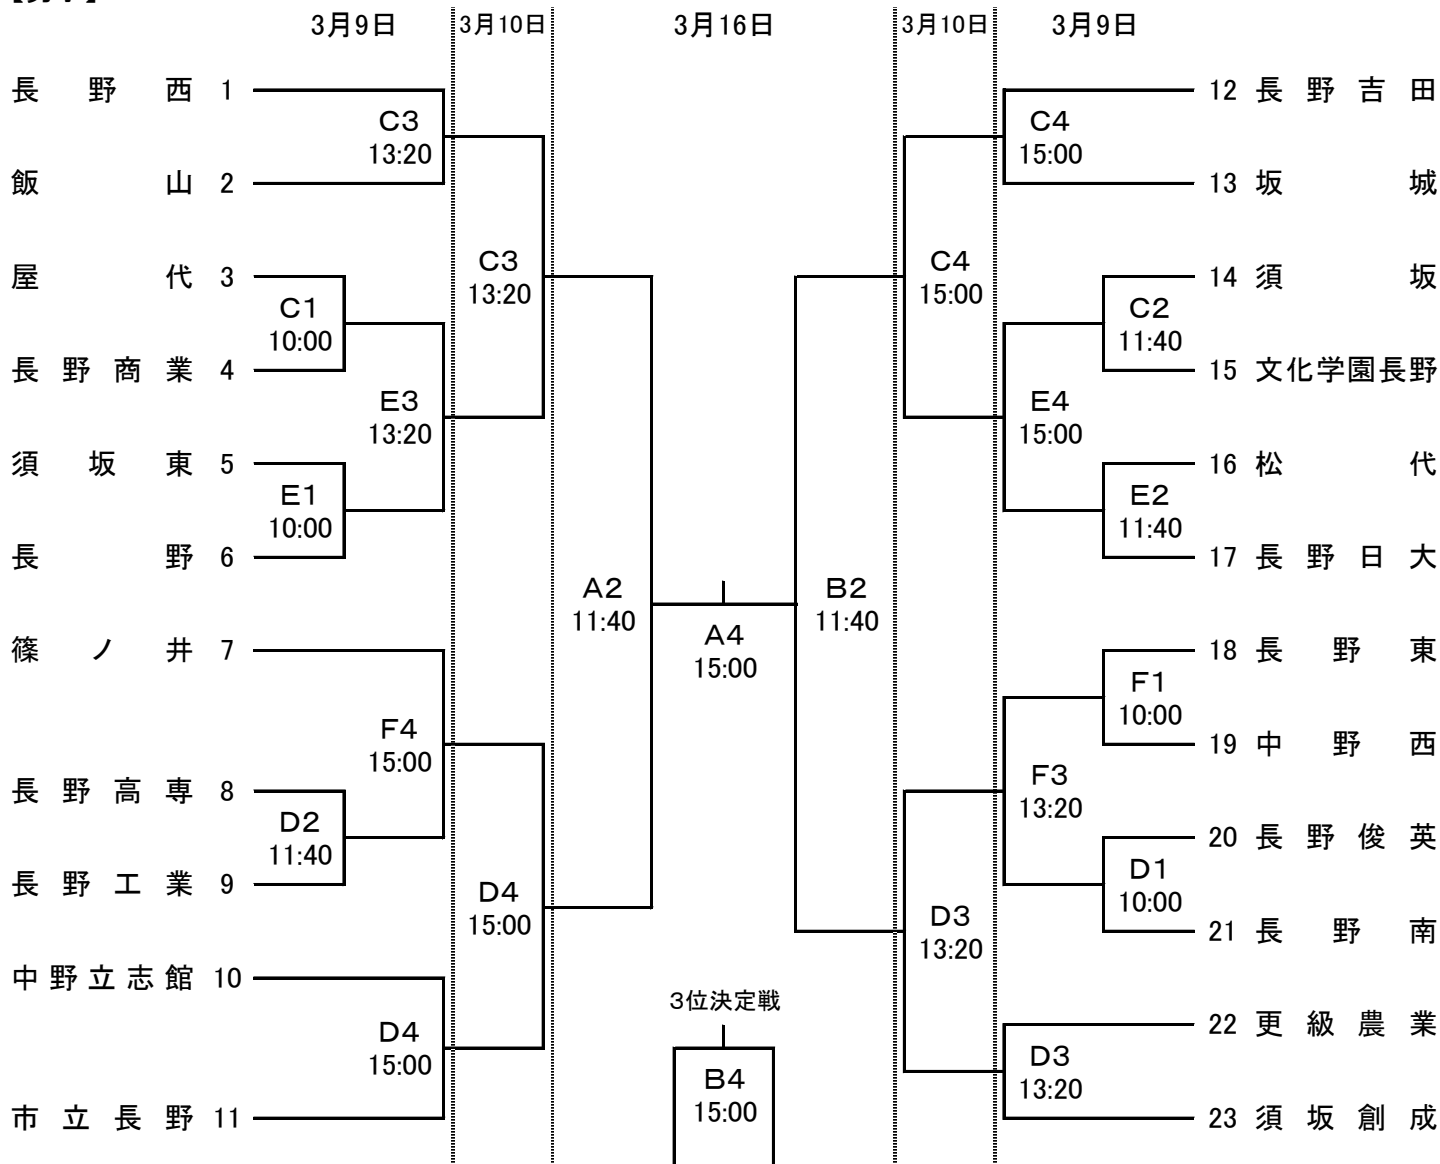 3月9日 3月10日 3月16日 3月10日 3月9日
長野西 1
C3
13:20
飯山 2
屋代 3
C1
10:00
長野商業 4
E3
13:20
須坂東 5
E1
10:00
長野 6
C3
13:20
篠ノ井 7
F4
15:00
長野高専 8
D2
11:40
長野工業 9
D4
15:00
中野立志館 10
D4
15:00
市立長野 11
A2
11:40
A4
15:00
B2
11:40
3位決定戦
B4
15:00
12 長野吉田
C4
15:00
13 坂城
C4
15:00
14 須坂
C2
11:40
15 文化学園長野
E4
15:00
16 松代
E2
11:40
17 長野日大
18 長野東
F1
10:00
19 中野西
F3
13:20
20 長野俊英
D1
10:00
21 長野南
D3
13:20
22 更級農業
D3
13:20
23 須坂創成